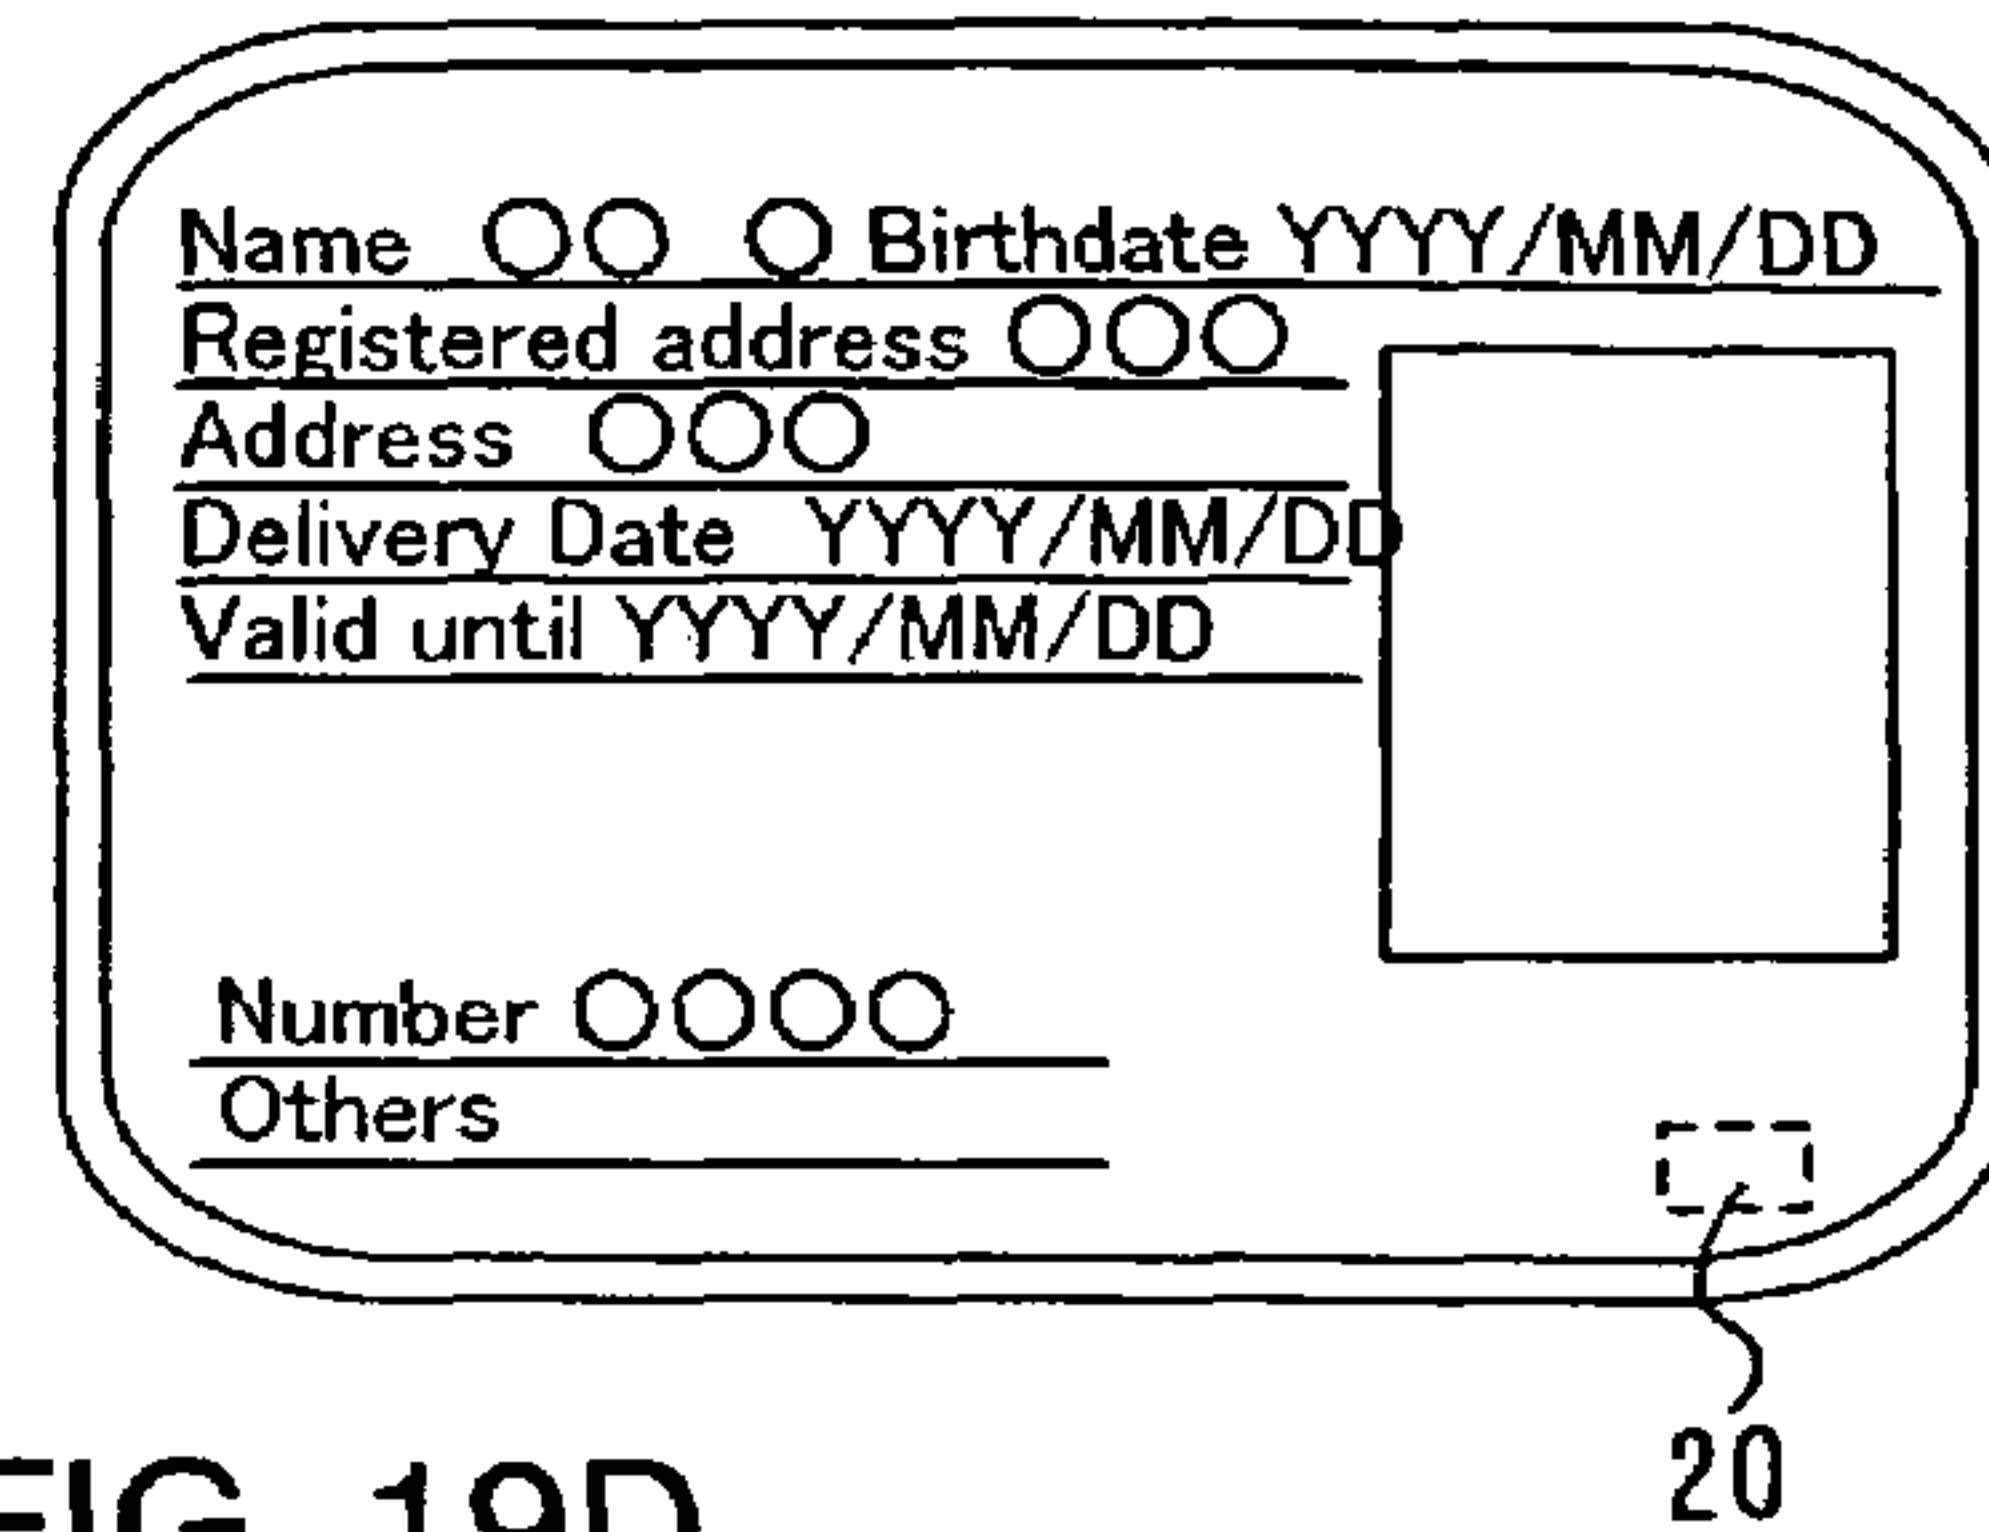 Name ○○ ○ Birthdate YYYY/MM/DD
Registered address ○○○
Address ○○○
Delivery Date YYYY/MM/DD
Valid until YYYY/MM/DD
Number ○○○○
Others
20
FIG. 19D